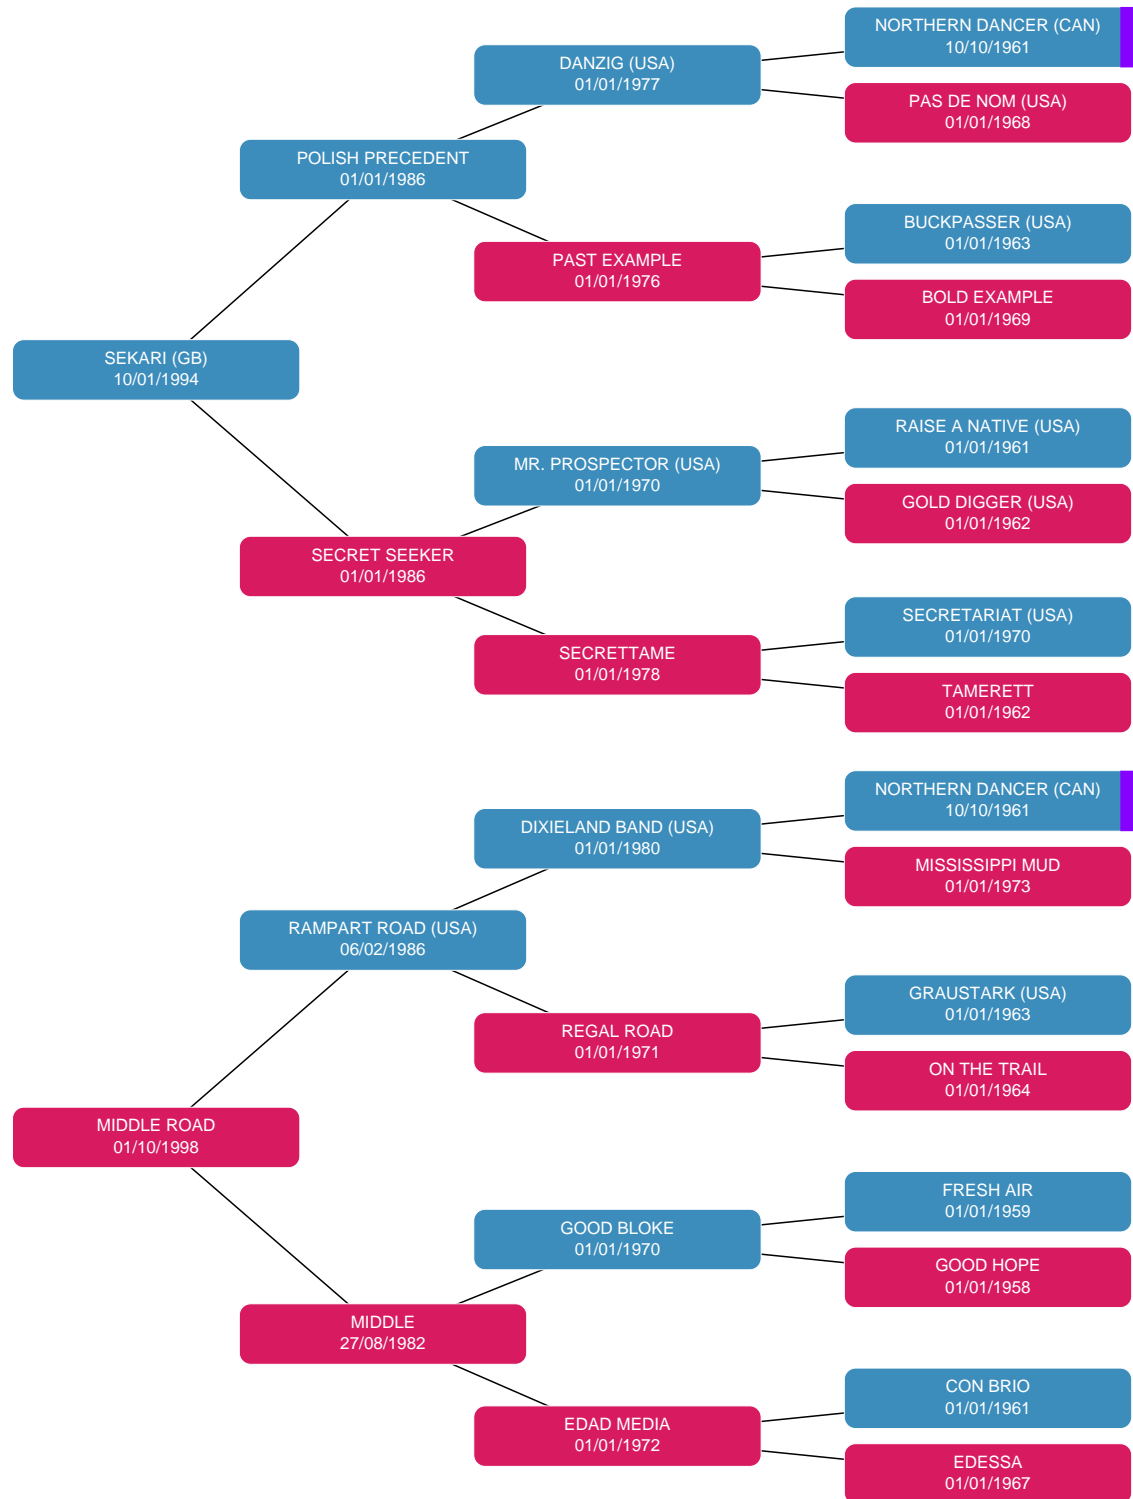 NORTHERN DANCER (CAN)
10/10/1961
DANZIG (USA)
01/01/1977
PAS DE NOM (USA)
01/01/1968
POLISH PRECEDENT
01/01/1986
BUCKPASSER (USA)
01/01/1963
PAST EXAMPLE
01/01/1976
BOLD EXAMPLE
01/01/1969
SEKARI (GB)
10/01/1994
RAISE A NATIVE (USA)
01/01/1961
MR. PROSPECTOR (USA)
01/01/1970
GOLD DIGGER (USA)
01/01/1962
SECRET SEEKER
01/01/1986
SECRETARIAT (USA)
01/01/1970
SECRETTAME
01/01/1978
TAMERETT
01/01/1962
NORTHERN DANCER (CAN)
10/10/1961
DIXIELAND BAND (USA)
01/01/1980
MISSISSIPPI MUD
01/01/1973
RAMPART ROAD (USA)
06/02/1986
GRAUSTARK (USA)
01/01/1963
REGAL ROAD
01/01/1971
ON THE TRAIL
01/01/1964
MIDDLE ROAD
01/10/1998
FRESH AIR
01/01/1959
GOOD BLOKE
01/01/1970
GOOD HOPE
01/01/1958
MIDDLE
27/08/1982
CON BRIO
01/01/1961
EDAD MEDIA
01/01/1972
EDESSA
01/01/1967